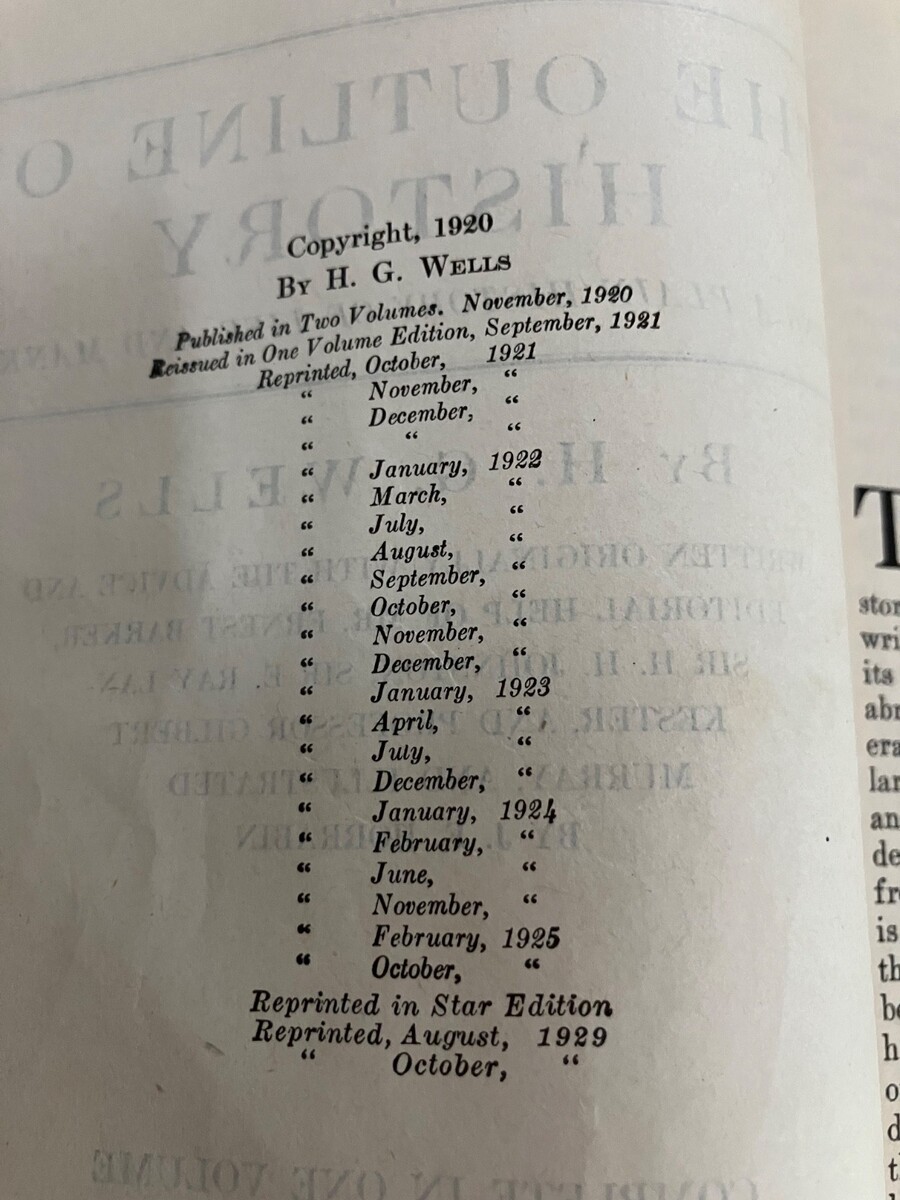 Copyright, 1920
By H. G. Wells
Published in Two Volumes. November, 1920
Reissued in One Volume Edition, September, 1921
Reprinted, October, 1921
“ November, “
“ December, “
“ “ “
“ January, 1922
“ March, “
“ July, “
“ August, “
“ September, “
“ October, “
“ November, “
“ December, “
“ January, 1923
“ April, “
“ July, “
“ December, “
“ January, 1924
“ February, “
“ June, “
“ November, “
“ February, 1925
“ October, “
Reprinted in Star Edition
Reprinted, August, 1929
“ October, “
T
its
is